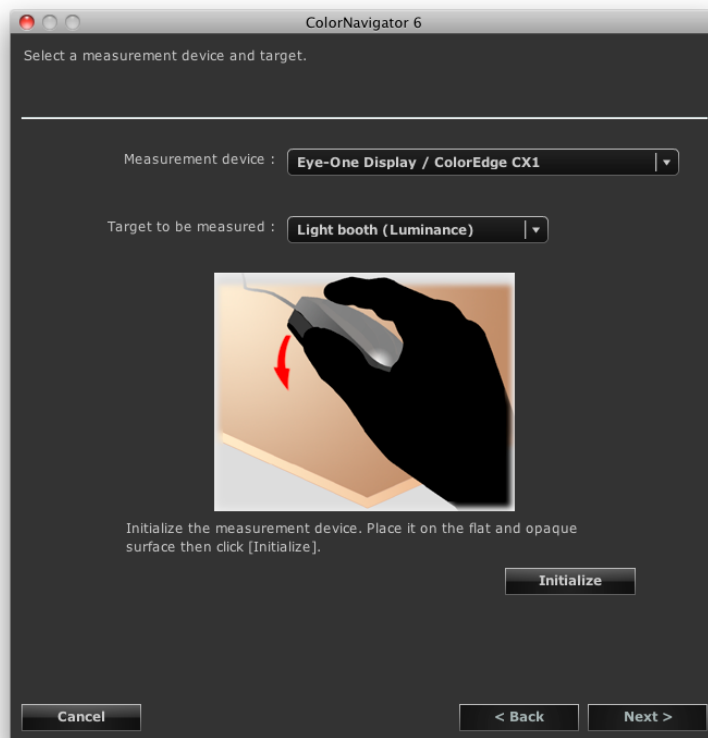 ColorNavigator 6
Select a measurement device and target.
Measurement device :
Eye-One Display / ColorEdge CX1
Target to be measured :
Light booth (Luminance)
Initialize the measurement device. Place it on the flat and opaque
surface then click [Initialize].
Initialize
Cancel
< Back
Next >